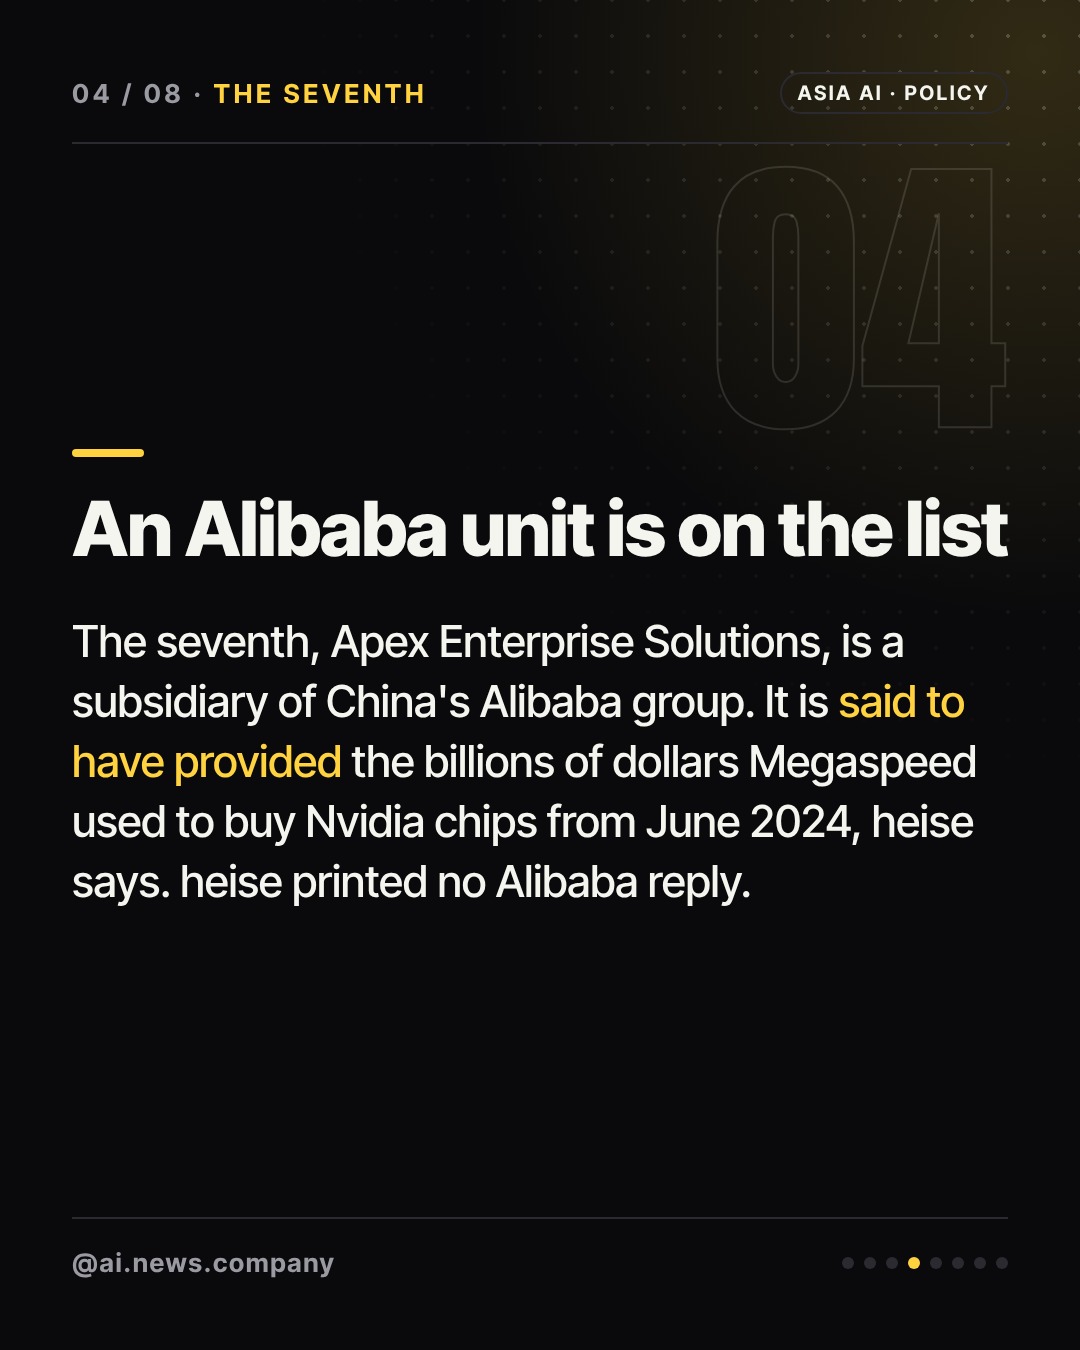 04 / 08 · THE SEVENTH
ASIA AI · POLICY
04
An Alibaba unit is on the list
The seventh, Apex Enterprise Solutions, is a
subsidiary of China's Alibaba group. It is said to
have provided the billions of dollars Megaspeed
used to buy Nvidia chips from June 2024, heise
says. heise printed no Alibaba reply.
@ai.news.company